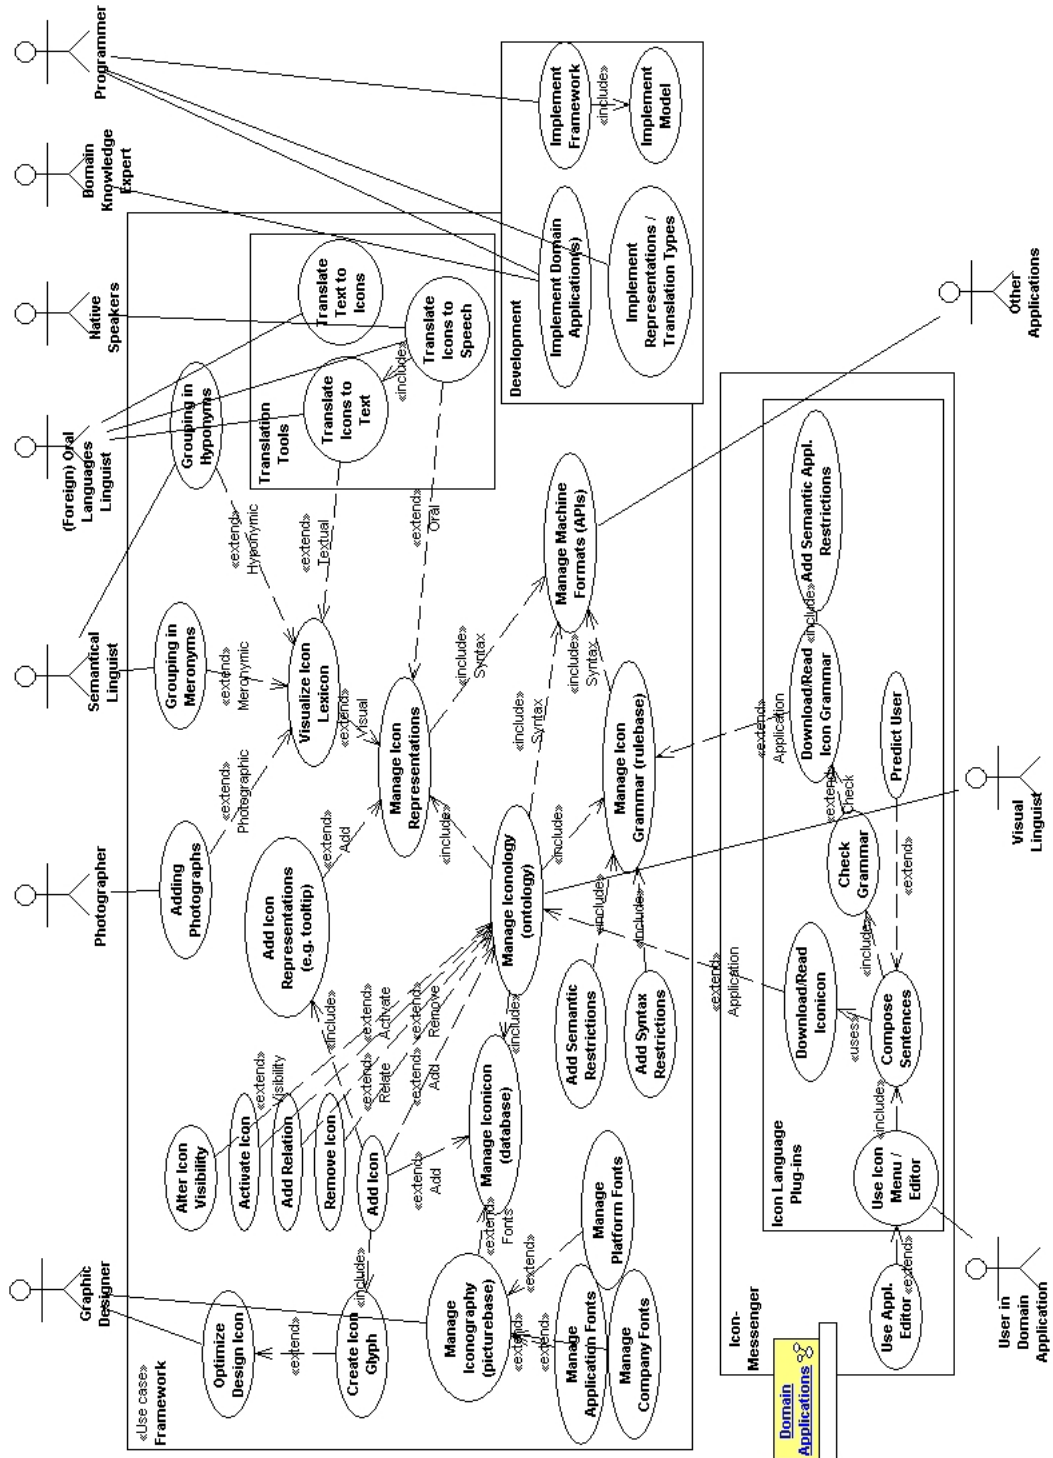 Graphic
Designer
Photographer
Semantical
Linguist
(Foreign) Oral
Languages
Linguist
Native
Speakers
Domain
Knowledge
Expert
Programmer
«Use case»
Framework
Optimize
Design Icon
«extend»
Create Icon
Glyph
«include»
Alter Icon
Visibility
Activate Icon
Add Relation
Remove Icon
Add Icon
«extend»
Visibility
«extend»
Activate
«extend»
Relate
«extend»
Remove
«extend»
Add
«include»
«extend»
Add
Adding
Photographs
«extend»
Photographic
Grouping in
Meronyms
«extend»
Meronymic
Grouping in
Hyponyms
«extend»
Hyponymic
Add Icon
Representations
(e.g. tooltip)
«extend»
Add
Visualize Icon
Lexicon
«extend»
Visual
«extend»
Textual
Translation
Tools
Translate
Icons to
Text
Translate
Text to
Icons
Translate
Icons to
Speech
«include»
«extend»
Oral
Manage Icon
Representations
«include»
«include»
Syntax
Manage
Iconography
(picturebase)
«extend»
Fonts
Manage Iconicon
(database)
«include»
Manage Iconology
(ontology)
«include»
Syntax
«include»
Manage Machine
Formats (APIs)
«include»
Syntax
Manage Icon
Grammar (rulebase)
«extend»
«extend»
«extend»
Manage
Application Fonts
Manage
Platform Fonts
Manage
Company Fonts
Add Semantic
Restrictions
«include»
Add Syntax
Restrictions
«include»
Development
Implement Domain
Application(s)
Implement
Framework
«include»
Implement
Representations /
Translation Types
Implement
Model
«extend»
Application
«extend»
Application
Icon-
Messenger
Icon Language
Plug-ins
Download/Read
Iconicon
Download/Read
Icon Grammar
«include»
Add Semantic Appl.
Restrictions
«uses»
«include»
Check
Grammar
«extend»
Check
Use Appl.
Editor
«extend»
Use Icon
Menu /
Editor
«include»
Compose
Sentences
«extend»
Predict User
Domain
Applications
User in
Domain
Application
Visual
Linguist
Other
Applications